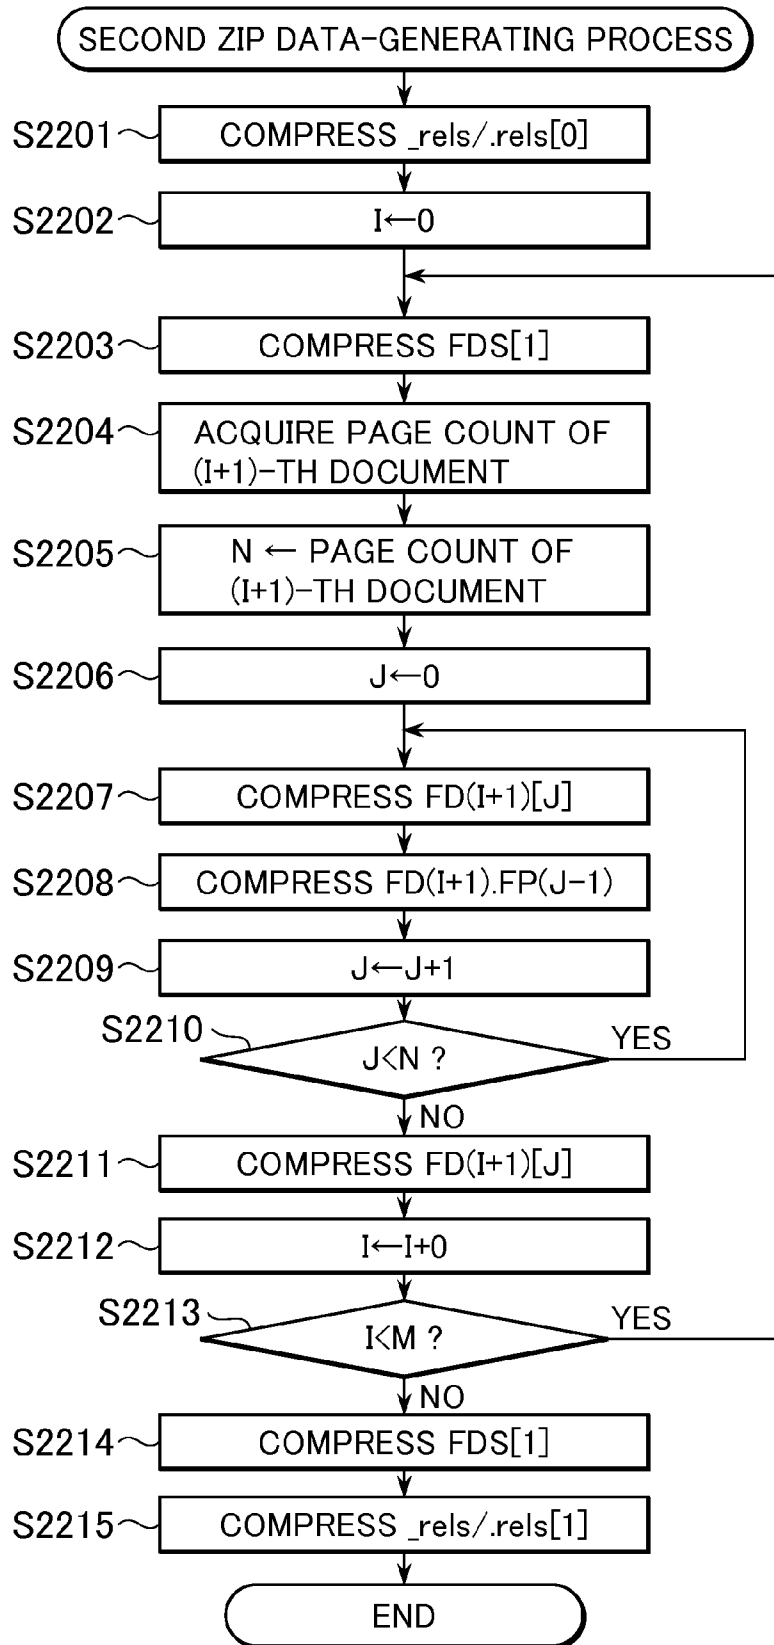 SECOND ZIP DATA-GENERATING PROCESS
S2201 COMPRESS _rels/.rels[0]
S2202 I←0
S2203 COMPRESS FDS[1]
S2204 ACQUIRE PAGE COUNT OF
(I+1)-TH DOCUMENT
S2205 N ← PAGE COUNT OF
(I+1)-TH DOCUMENT
S2206 J←0
S2207 COMPRESS FD(I+1)[J]
S2208 COMPRESS FD(I+1).FP(J-1)
S2209 J←J+1
S2210 J<N ? YES
NO
S2211 COMPRESS FD(I+1)[J]
S2212 I←I+0
S2213 I<M ? YES
NO
S2214 COMPRESS FDS[1]
S2215 COMPRESS _rels/.rels[1]
END